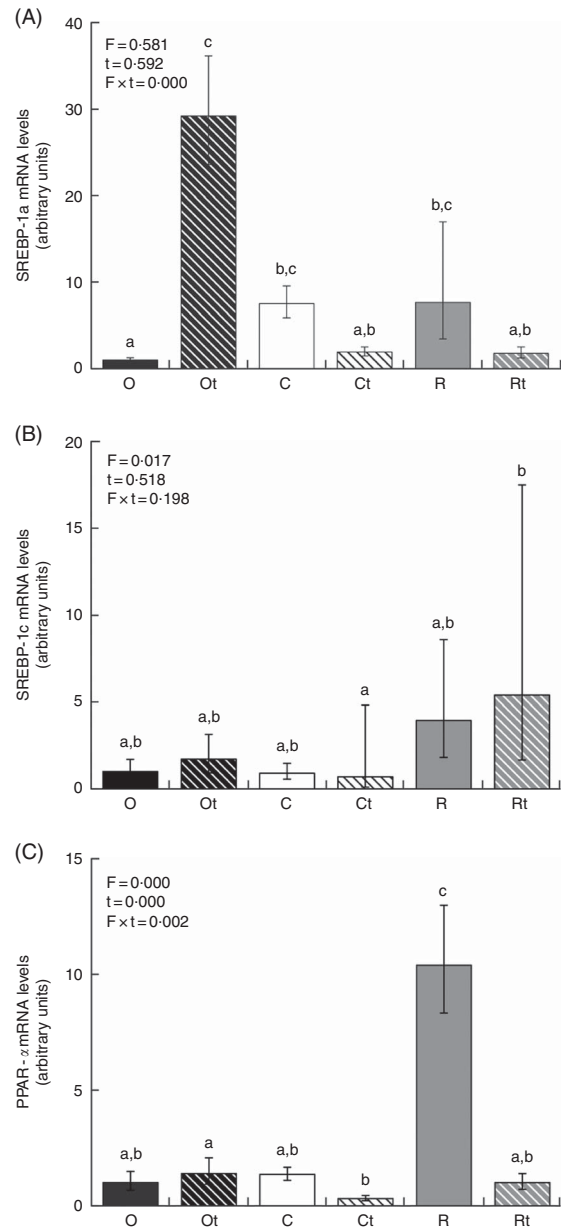 (A)
SREBP-1a mRNA levels
(arbitrary units)
40
30
20
10
0
F=0·581
t=0·592
F×t=0·000
a
c
b,c
a,b
b,c
a,b
O Ot C Ct R Rt
(B)
SREBP-1c mRNA levels
(arbitrary units)
20
15
10
5
0
F=0·017
t=0·518
F×t=0·198
a,b
a,b
a,b
a
a,b
b
O Ot C Ct R Rt
(C)
PPAR-α mRNA levels
(arbitrary units)
15
10
5
0
F=0·000
t=0·000
F×t=0·002
a,b
a
a,b
b
c
a,b
O Ot C Ct R Rt